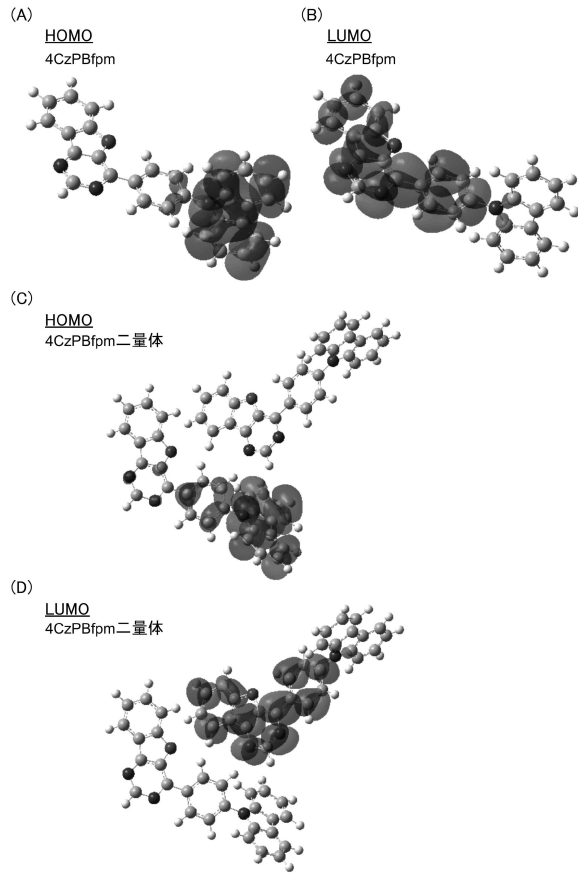 (A)
HOMO
4CzPBfpm
(B)
LUMO
4CzPBfpm
(C)
HOMO
4CzPBfpm二量体
(D)
LUMO
4CzPBfpm二量体